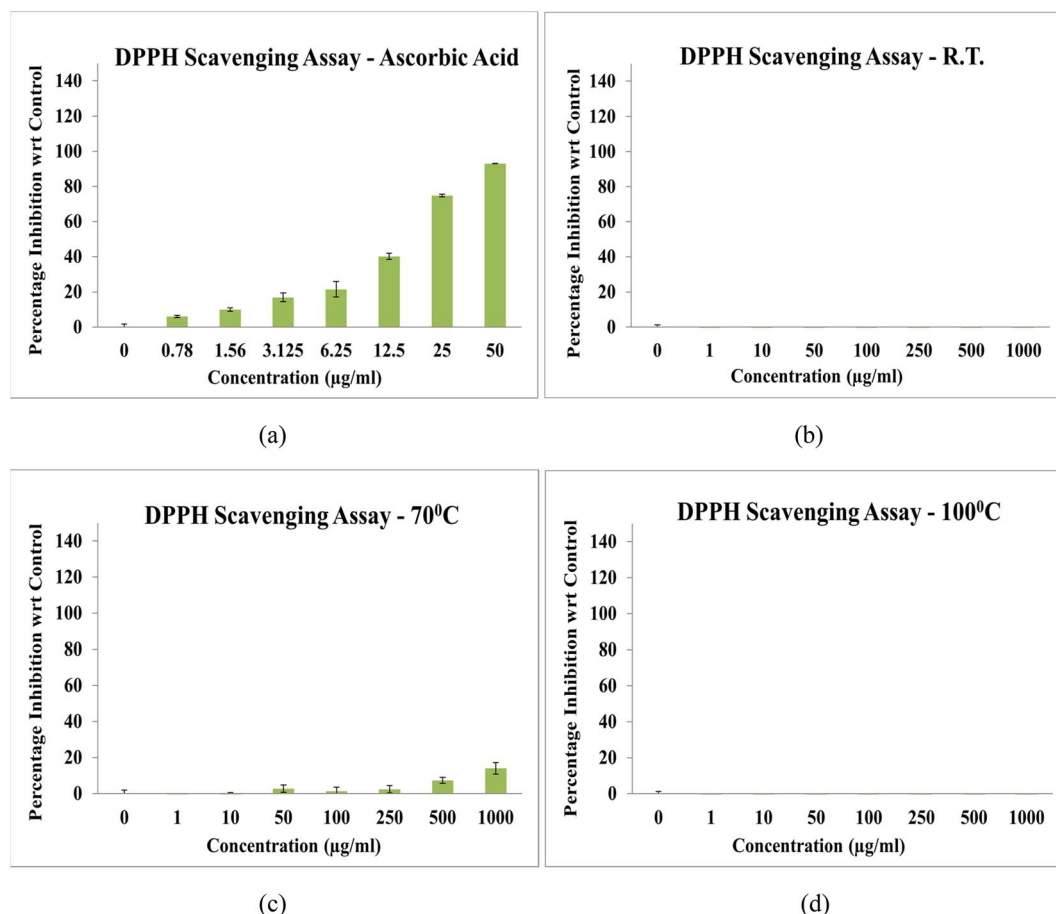 DPPH Scavenging Assay - Ascorbic Acid
Percentage Inhibition wrt Control
140
120
100
80
60
40
20
0
0 0.78 1.56 3.125 6.25 12.5 25 50
Concentration (µg/ml)
(a)
DPPH Scavenging Assay - R.T.
Percentage Inhibition wrt Control
140
120
100
80
60
40
20
0
0 1 10 50 100 250 500 1000
Concentration (µg/ml)
(b)
DPPH Scavenging Assay - 70⁰C
Percentage Inhibition wrt Control
140
120
100
80
60
40
20
0
0 1 10 50 100 250 500 1000
Concentration (µg/ml)
(c)
DPPH Scavenging Assay - 100⁰C
Percentage Inhibition wrt Control
140
120
100
80
60
40
20
0
0 1 10 50 100 250 500 1000
Concentration (µg/ml)
(d)